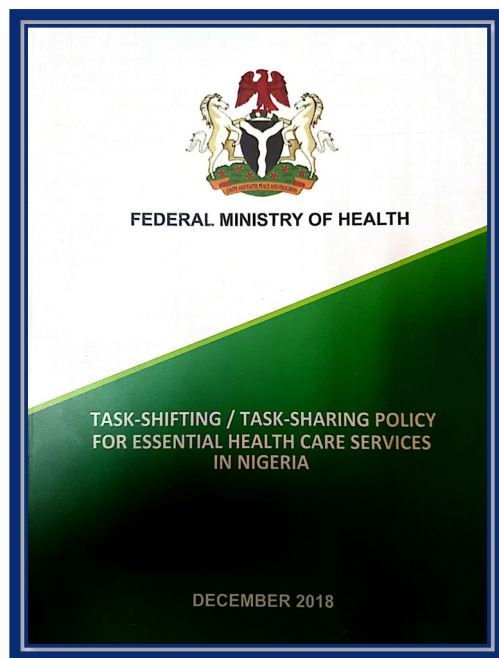 FEDERAL MINISTRY OF HEALTH
TASK-SHIFTING / TASK-SHARING POLICY
FOR ESSENTIAL HEALTH CARE SERVICES
IN NIGERIA
DECEMBER 2018